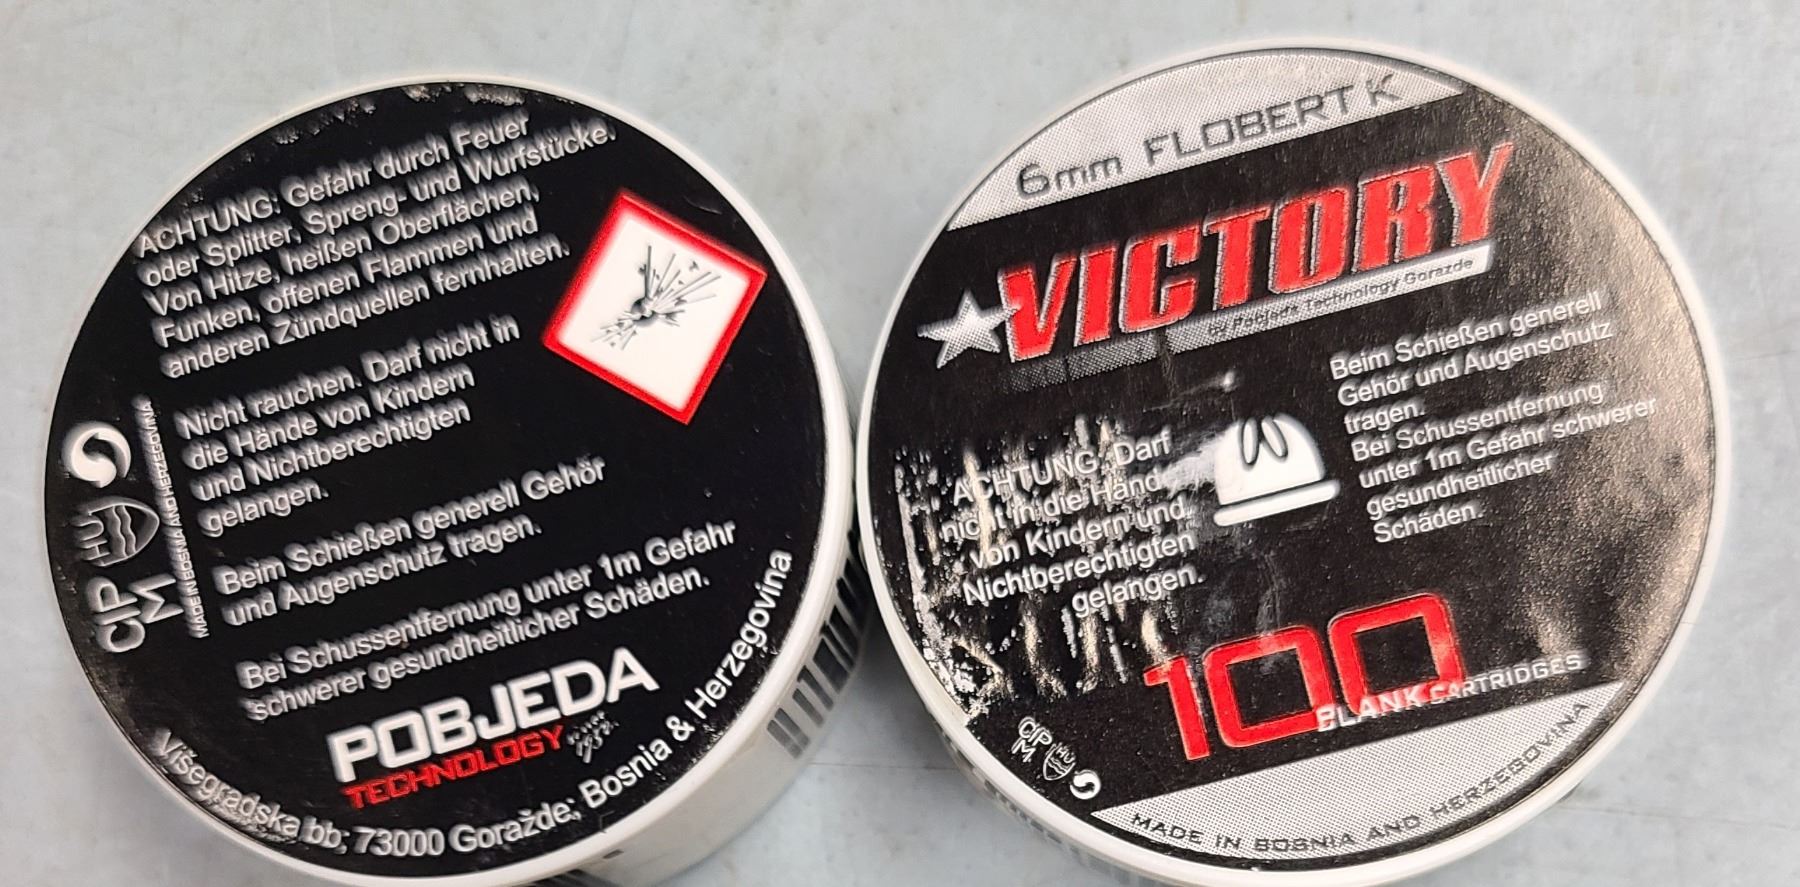 ACHTUNG: Gefahr durch Feuer
oder Splitter, Spreng- und Wurfstücke.
Von Hitze, heißen Oberflächen,
Funken, offenen Flammen und
anderen Zündquellen fernhalten.
Nicht rauchen. Darf nicht in
die Hände von Kindern
und Nichtberechtigten
gelangen.
Beim Schießen generell Gehör
und Augenschutz tragen.
Bei Schussentfernung unter 1m Gefahr
schwerer gesundheitlicher Schäden.
CIP
M
HU
MADE IN BOSNIA AND HERZEGOVINA
POBJEDA
TECHNOLOGY
Višegradska bb; 73000 Goražde; Bosnia & Herzegovina
6mm FLOBERT K
VICTORY
by Pobjeda Technology Gorazde
Beim Schießen generell
Gehör und Augenschutz
tragen.
Bei Schussentfernung
unter 1m Gefahr schwerer
gesundheitlicher
Schäden.
ACHTUNG: Darf
nicht in die Hände
von Kindern und
Nichtberechtigten
gelangen.
100
BLANK CARTRIDGES
CIP
M
HU
MADE IN BOSNIA AND HERZEGOVINA